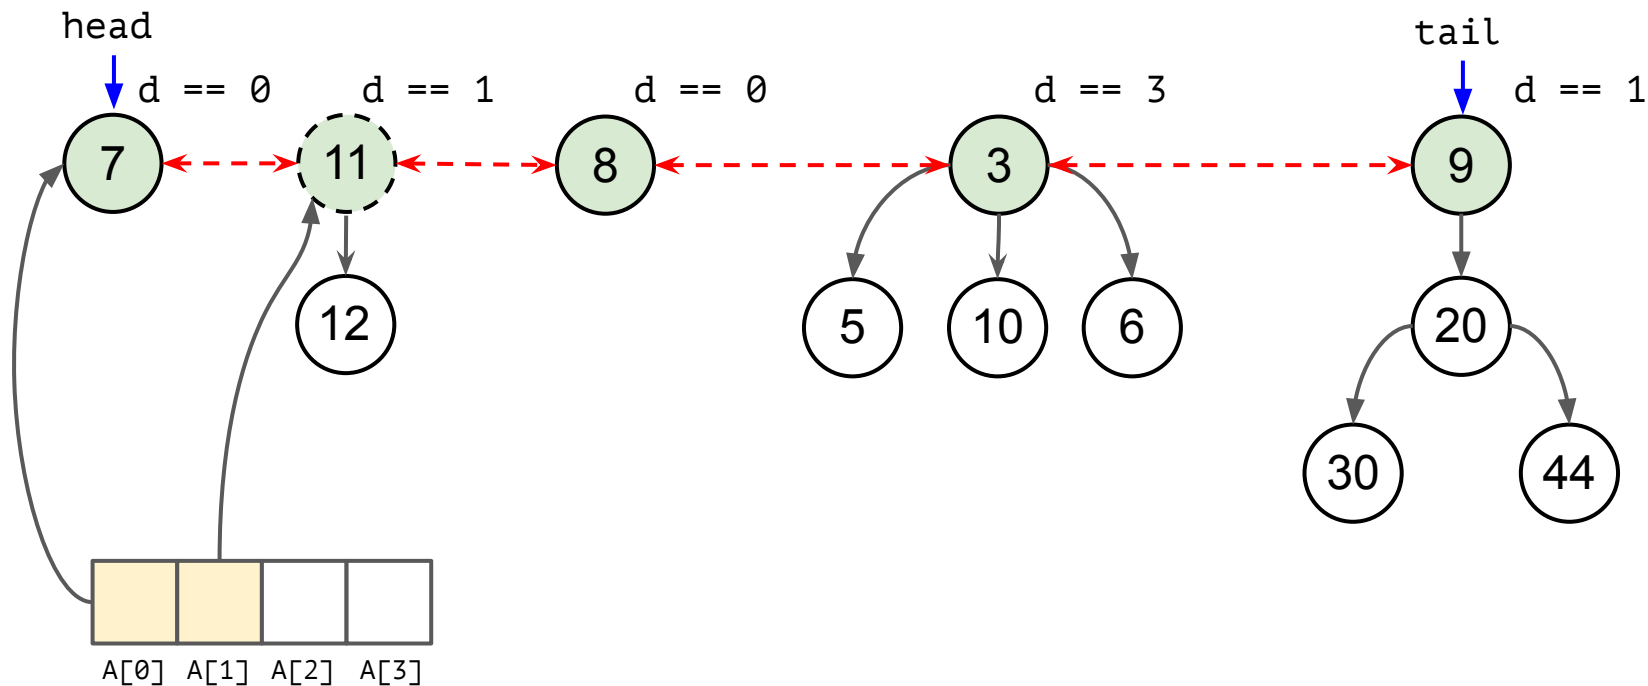 head
tail
d == 0
d == 1
d == 0
d == 3
d == 1
7
11
8
3
9
12
5
10
6
20
30
44
A[0] A[1] A[2] A[3]